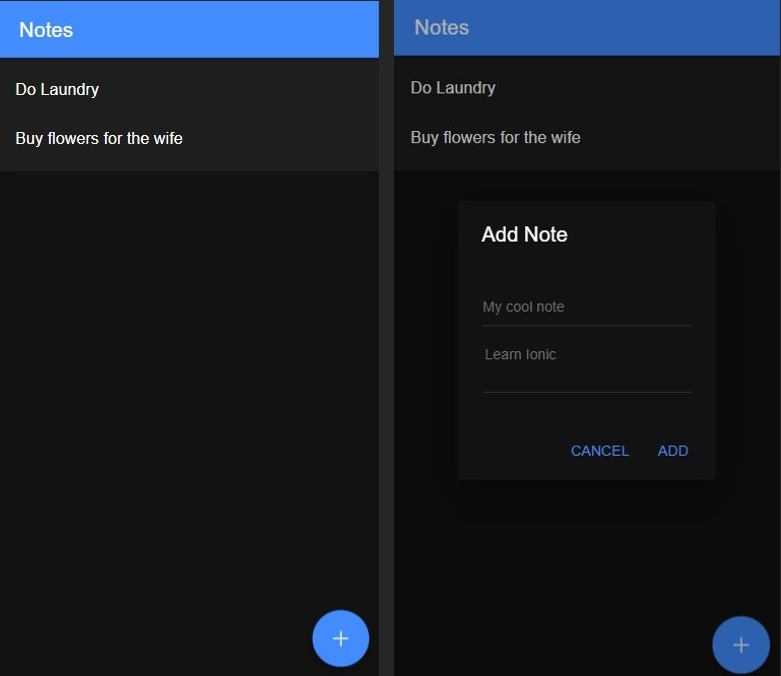 Notes
Do Laundry
Buy flowers for the wife
Notes
Do Laundry
Buy flowers for the wife
Add Note
My cool note
Learn Ionic
CANCEL ADD